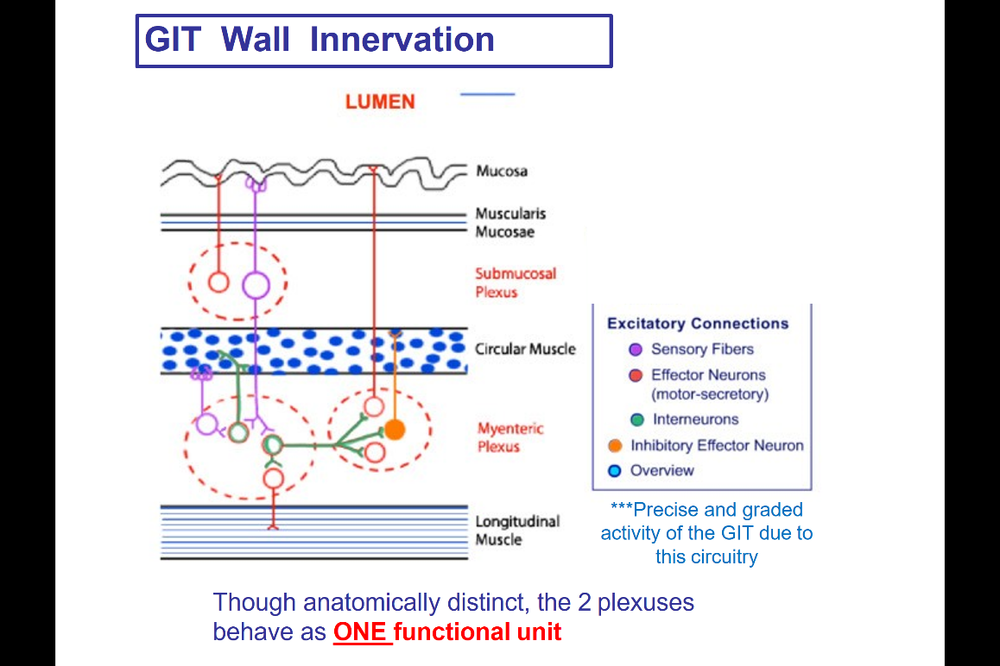 GIT Wall Innervation
LUMEN
Mucosa
Muscularis
Mucosae
Submucosal
Plexus
Circular Muscle
Myenteric
Plexus
Longitudinal
Muscle
Excitatory Connections
Sensory Fibers
Effector Neurons
(motor-secretory)
Interneurons
Inhibitory Effector Neuron
Overview
***Precise and graded
activity of the GIT due to
this circuitry
Though anatomically distinct, the 2 plexuses
behave as ONE functional unit